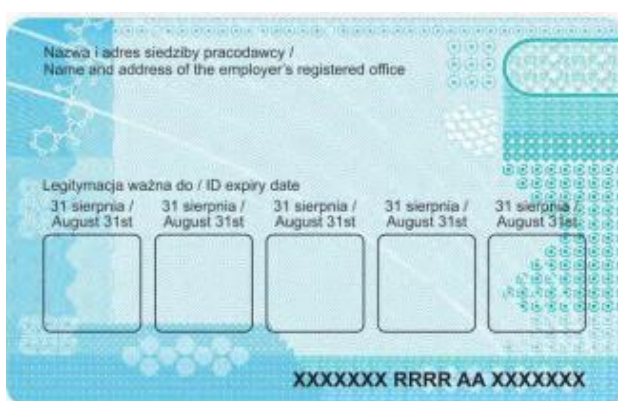 Nazwa i adres siedziby pracodawcy /
Name and address of the employer's registered office
Legitymacja ważna do / ID expiry date
31 sierpnia / 31 sierpnia / 31 sierpnia / 31 sierpnia / 31 sierpnia /
August 31st August 31st August 31st August 31st August 31st
XXXXXXX RRRR AA XXXXXXX